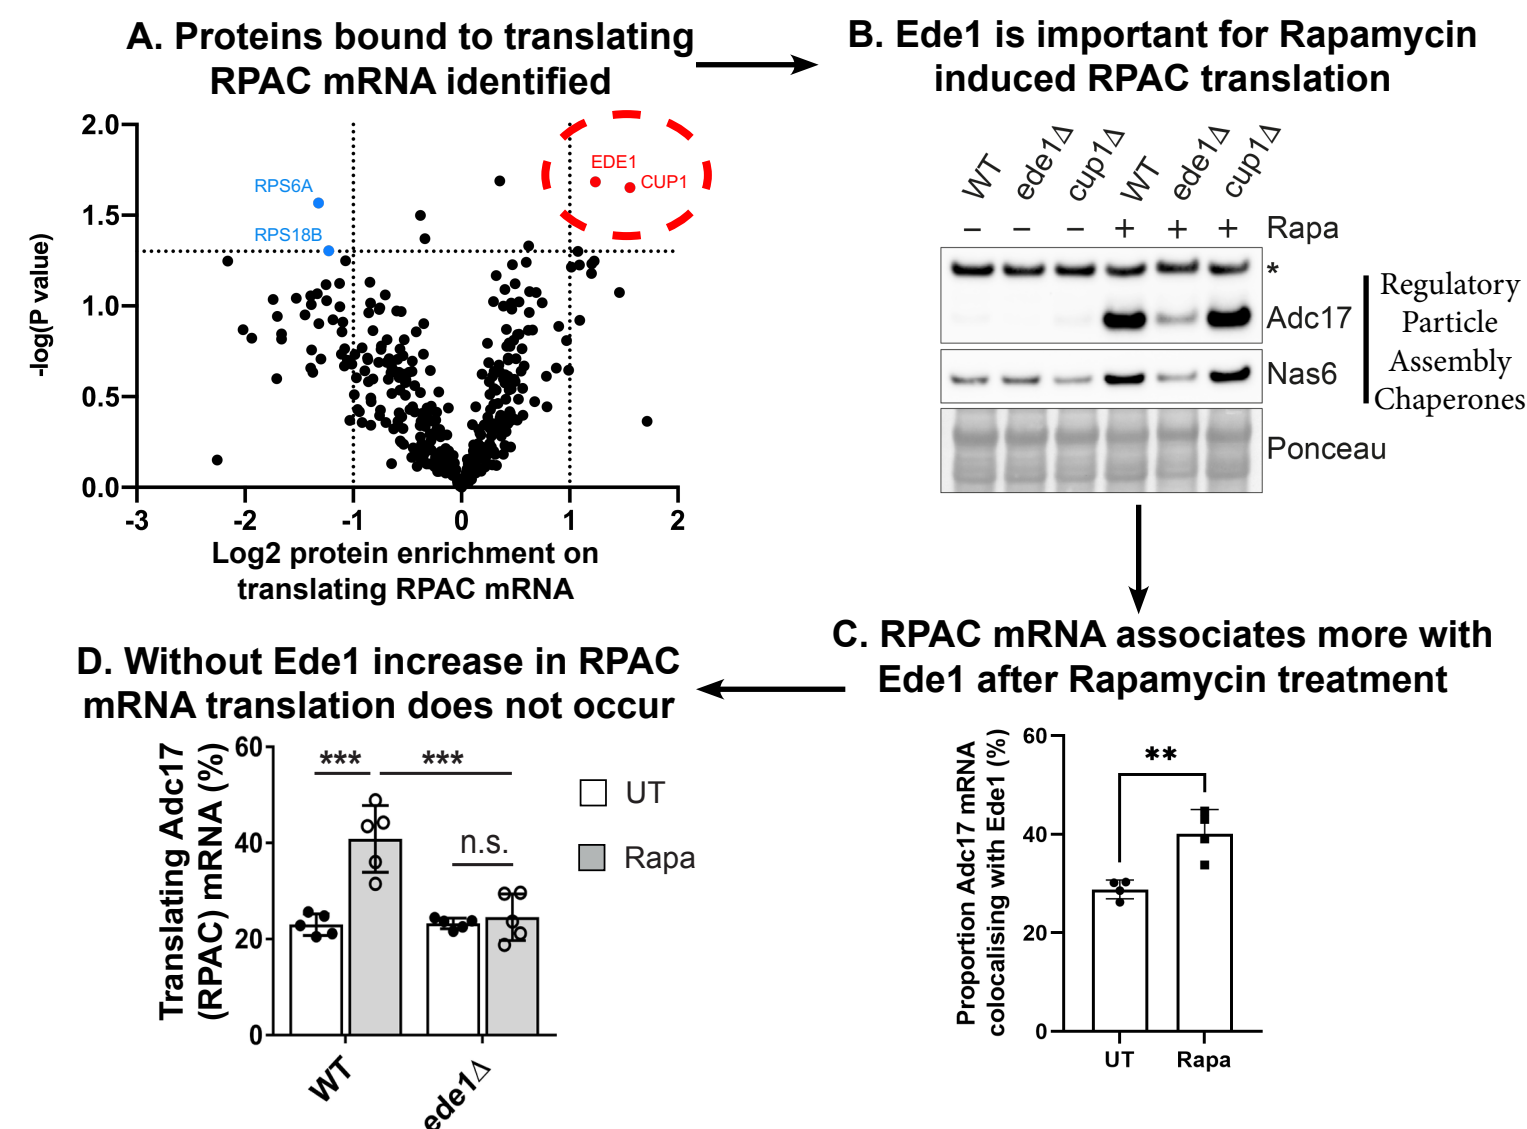 A. Proteins bound to translating
RPAC mRNA identified
2.0
1.5
1.0
0.5
0.0
-log(P value)
RPS6A
RPS18B
EDE1
CUP1
-3
-2
-1
0
1
2
Log2 protein enrichment on
translating RPAC mRNA
B. Ede1 is important for Rapamycin
induced RPAC translation
WT
ede1Δ
cup1Δ
WT
ede1Δ
cup1Δ
− − − + + + Rapa
*
Adc17
Nas6
Ponceau
Regulatory
Particle
Assembly
Chaperones
C. RPAC mRNA associates more with
Ede1 after Rapamycin treatment
Proportion Adc17 mRNA
colocalising with Ede1 (%)
60
40
20
0
**
UT
Rapa
D. Without Ede1 increase in RPAC
mRNA translation does not occur
Translating Adc17
(RPAC) mRNA (%)
60
40
20
0
***
***
n.s.
UT
Rapa
WT
ede1Δ